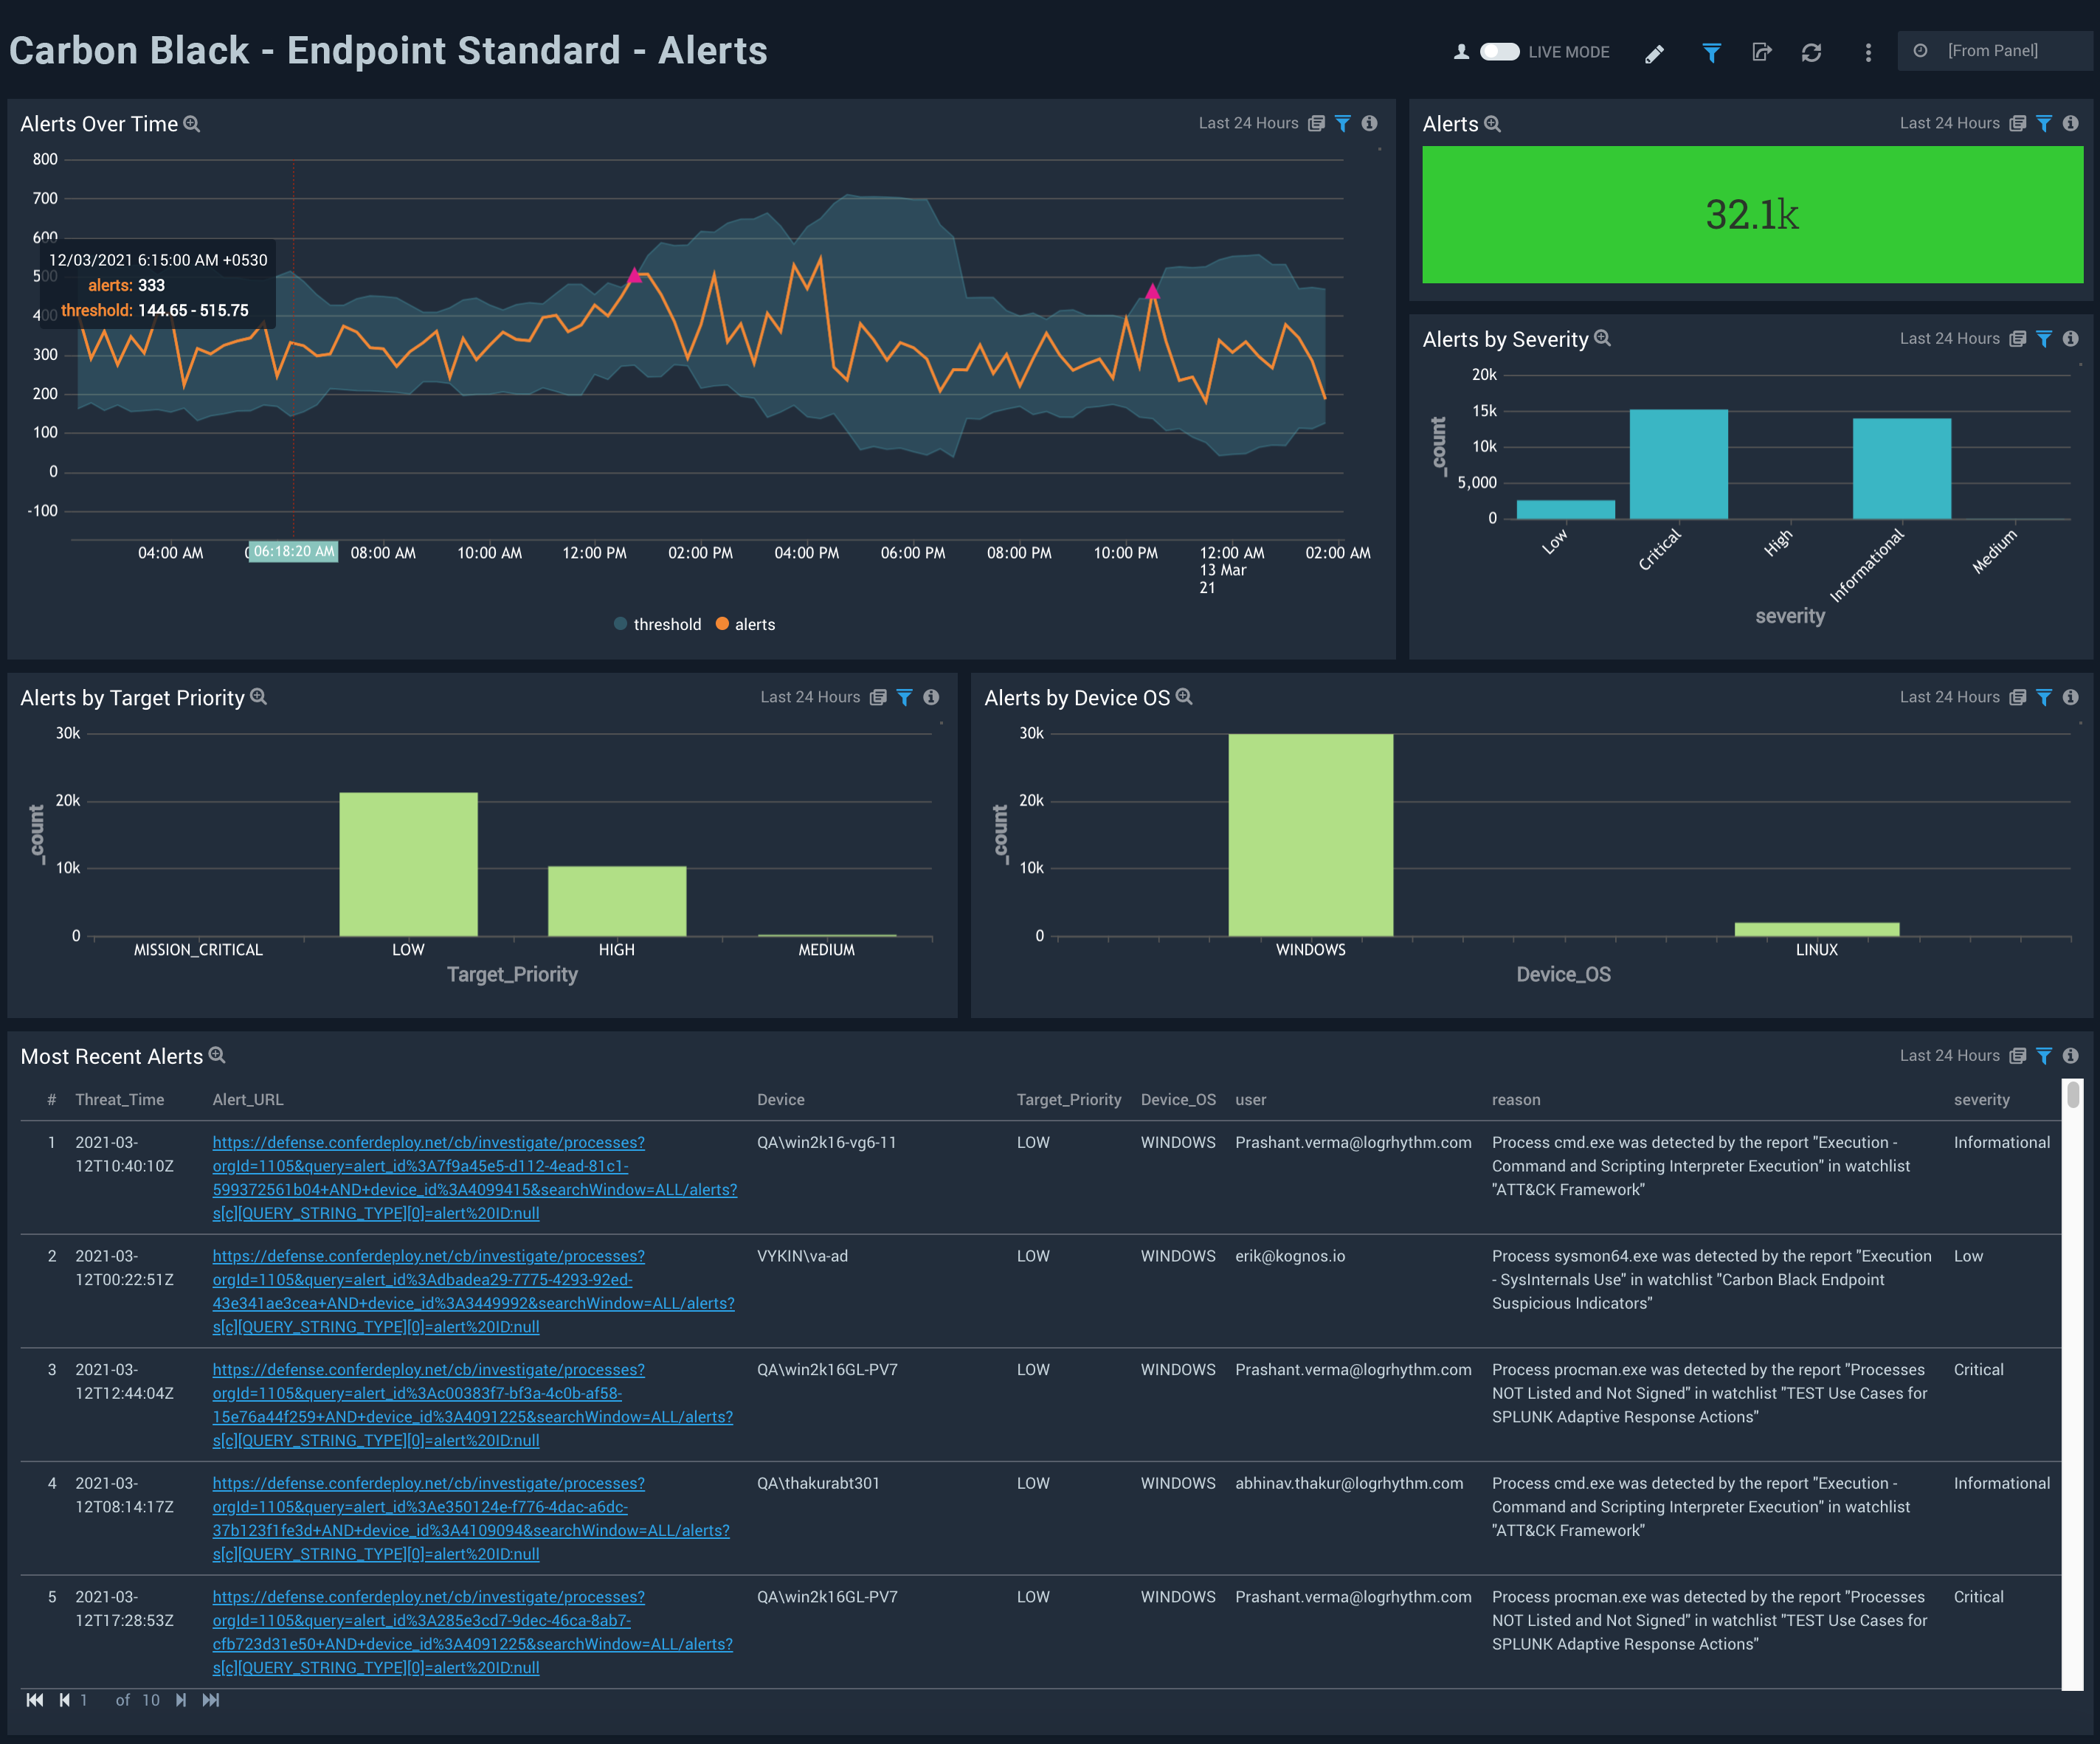 Carbon Black - Endpoint Standard - Alerts
LIVE MODE
[From Panel]
Alerts Over Time
Last 24 Hours
800
700
600
500
400
300
200
100
0
-100
12/03/2021 6:15:00 AM +0530
alerts: 333
threshold: 144.65 - 515.75
04:00 AM
06:18:20 AM
08:00 AM
10:00 AM
12:00 PM
02:00 PM
04:00 PM
06:00 PM
08:00 PM
10:00 PM
12:00 AM
13 Mar
21
02:00 AM
threshold
alerts
Alerts
Last 24 Hours
32.1k
Alerts by Severity
Last 24 Hours
_count
20k
15k
10k
5,000
0
Low
Critical
High
Informational
Medium
severity
Alerts by Target Priority
Last 24 Hours
_count
30k
20k
10k
0
MISSION_CRITICAL
LOW
HIGH
MEDIUM
Target_Priority
Alerts by Device OS
Last 24 Hours
_count
30k
20k
10k
0
WINDOWS
LINUX
Device_OS
Most Recent Alerts
Last 24 Hours
# Threat_Time Alert_URL Device Target_Priority Device_OS user reason severity
1 2021-03- https://defense.conferdeploy.net/cb/investigate/processes? QA\win2k16-vg6-11 LOW WINDOWS Prashant.verma@logrhythm.com Process cmd.exe was detected by the report "Execution - Informational
12T10:40:10Z orgId=1105&query=alert_id%3A7f9a45e5-d112-4ead-81c1- Command and Scripting Interpreter Execution" in watchlist
599372561b04+AND+device_id%3A4099415&searchWindow=ALL/alerts? "ATT&CK Framework"
s[c][QUERY_STRING_TYPE][0]=alert%20ID:null
2 2021-03- https://defense.conferdeploy.net/cb/investigate/processes? VYKIN\va-ad LOW WINDOWS erik@kognos.io Process sysmon64.exe was detected by the report "Execution Low
12T00:22:51Z orgId=1105&query=alert_id%3Adbadea29-7775-4293-92ed- - SysInternals Use" in watchlist "Carbon Black Endpoint
43e341ae3cea+AND+device_id%3A3449992&searchWindow=ALL/alerts? Suspicious Indicators"
s[c][QUERY_STRING_TYPE][0]=alert%20ID:null
3 2021-03- https://defense.conferdeploy.net/cb/investigate/processes? QA\win2k16GL-PV7 LOW WINDOWS Prashant.verma@logrhythm.com Process procman.exe was detected by the report "Processes Critical
12T12:44:04Z orgId=1105&query=alert_id%3Ac00383f7-bf3a-4c0b-af58- NOT Listed and Not Signed" in watchlist "TEST Use Cases for
15e76a44f259+AND+device_id%3A4091225&searchWindow=ALL/alerts? SPLUNK Adaptive Response Actions"
s[c][QUERY_STRING_TYPE][0]=alert%20ID:null
4 2021-03- https://defense.conferdeploy.net/cb/investigate/processes? QA\thakurabt301 LOW WINDOWS abhinav.thakur@logrhythm.com Process cmd.exe was detected by the report "Execution - Informational
12T08:14:17Z orgId=1105&query=alert_id%3Ae350124e-f776-4dac-a6dc- Command and Scripting Interpreter Execution" in watchlist
37b123f1fe3d+AND+device_id%3A4109094&searchWindow=ALL/alerts? "ATT&CK Framework"
s[c][QUERY_STRING_TYPE][0]=alert%20ID:null
5 2021-03- https://defense.conferdeploy.net/cb/investigate/processes? QA\win2k16GL-PV7 LOW WINDOWS Prashant.verma@logrhythm.com Process procman.exe was detected by the report "Processes Critical
12T17:28:53Z orgId=1105&query=alert_id%3A285e3cd7-9dec-46ca-8ab7- NOT Listed and Not Signed" in watchlist "TEST Use Cases for
cfb723d31e50+AND+device_id%3A4091225&searchWindow=ALL/alerts? SPLUNK Adaptive Response Actions"
s[c][QUERY_STRING_TYPE][0]=alert%20ID:null
1 of 10